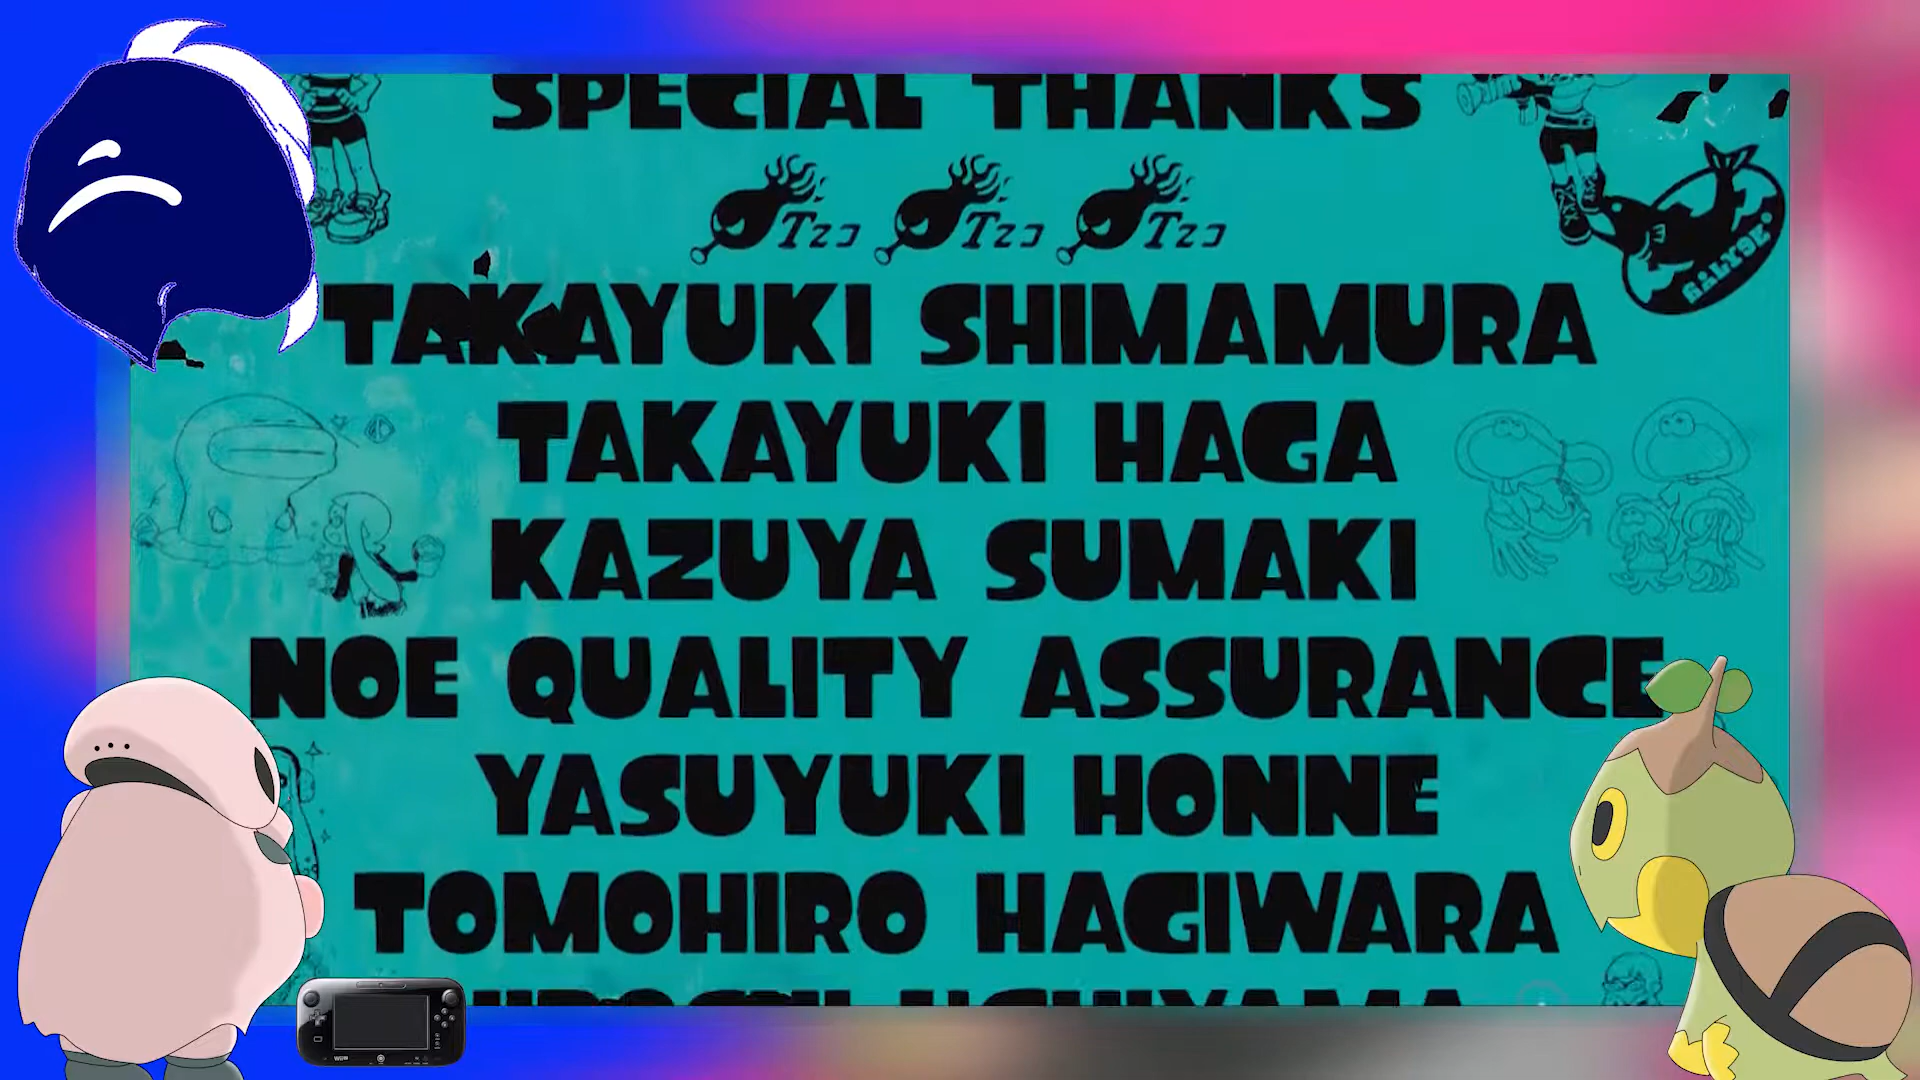 SPECIAL THANKS
TAKAYUKI SHIMAMURA
TAKAYUKI HAGA
KAZUYA SUMAKI
NOE QUALITY ASSURANCE
YASUYUKI HONNE
TOMOHIRO HAGIWARA